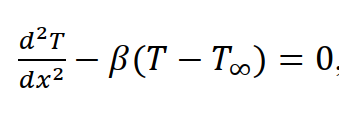 d²T/dx² − β(T − T∞) = 0,